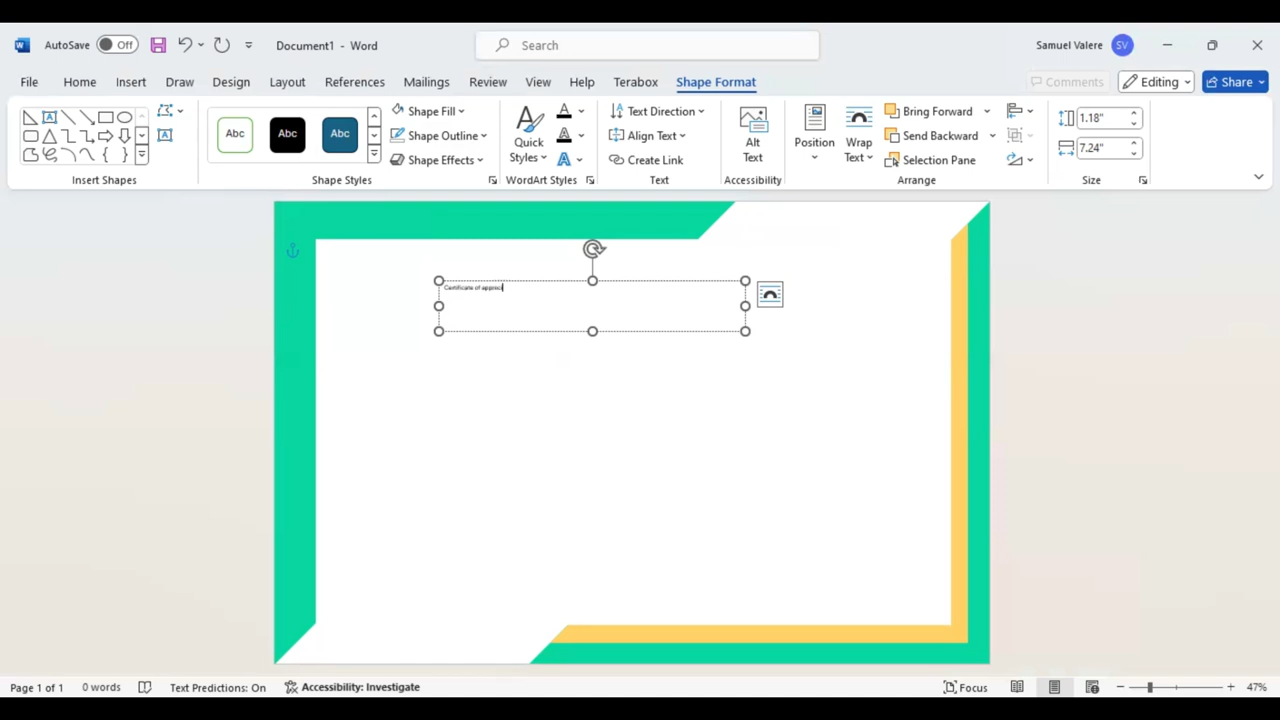 AutoSave Off Document1 - Word Search Samuel Valere SV
File Home Insert Draw Design Layout References Mailings Review View Help Terabox Shape Format Comments Editing Share
Abc Abc Abc
Shape Fill
Shape Outline
Shape Effects
Quick Styles
Text Direction
Align Text
Create Link
Alt Text
Position
Wrap Text
Bring Forward
Send Backward
Selection Pane
1.18"
7.24"
Insert Shapes Shape Styles WordArt Styles Text Accessibility Arrange Size
Certificate of appreci
Page 1 of 1 0 words Text Predictions: On Accessibility: Investigate Focus 47%